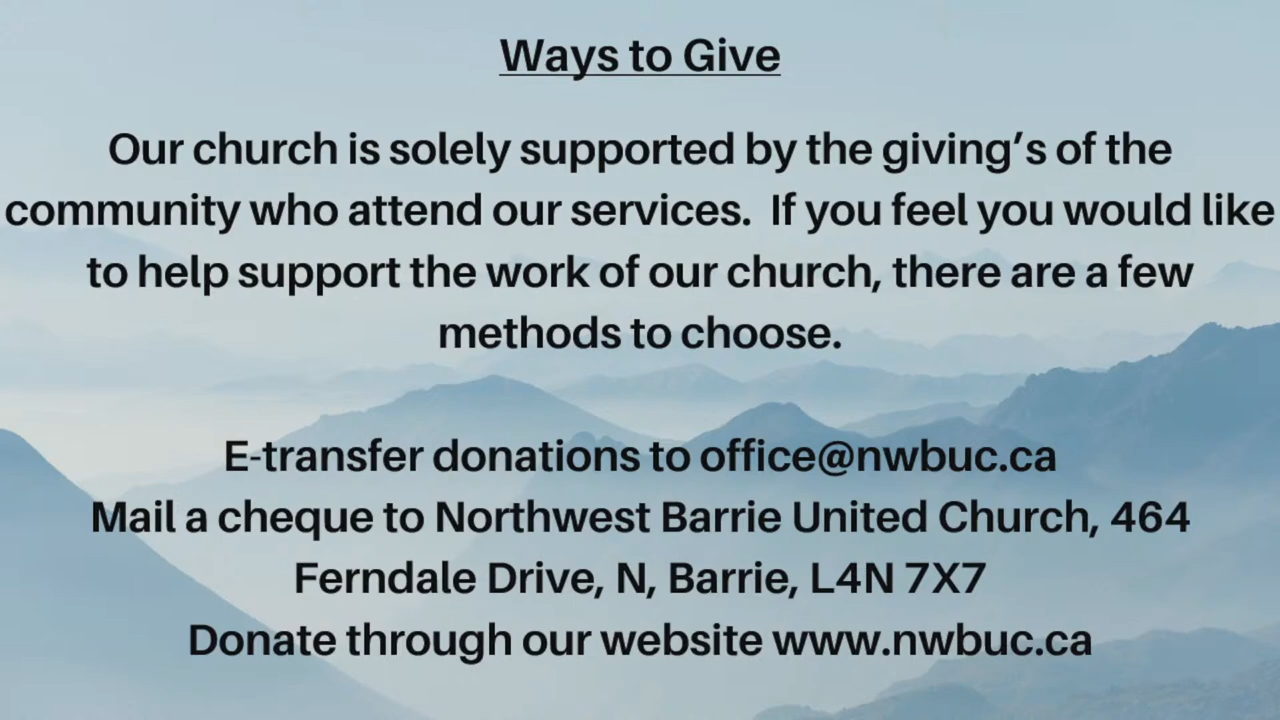 Ways to Give
Our church is solely supported by the giving’s of the
community who attend our services.  If you feel you would like
to help support the work of our church, there are a few
methods to choose.
E-transfer donations to office@nwbuc.ca
Mail a cheque to Northwest Barrie United Church, 464
Ferndale Drive, N, Barrie, L4N 7X7
Donate through our website www.nwbuc.ca